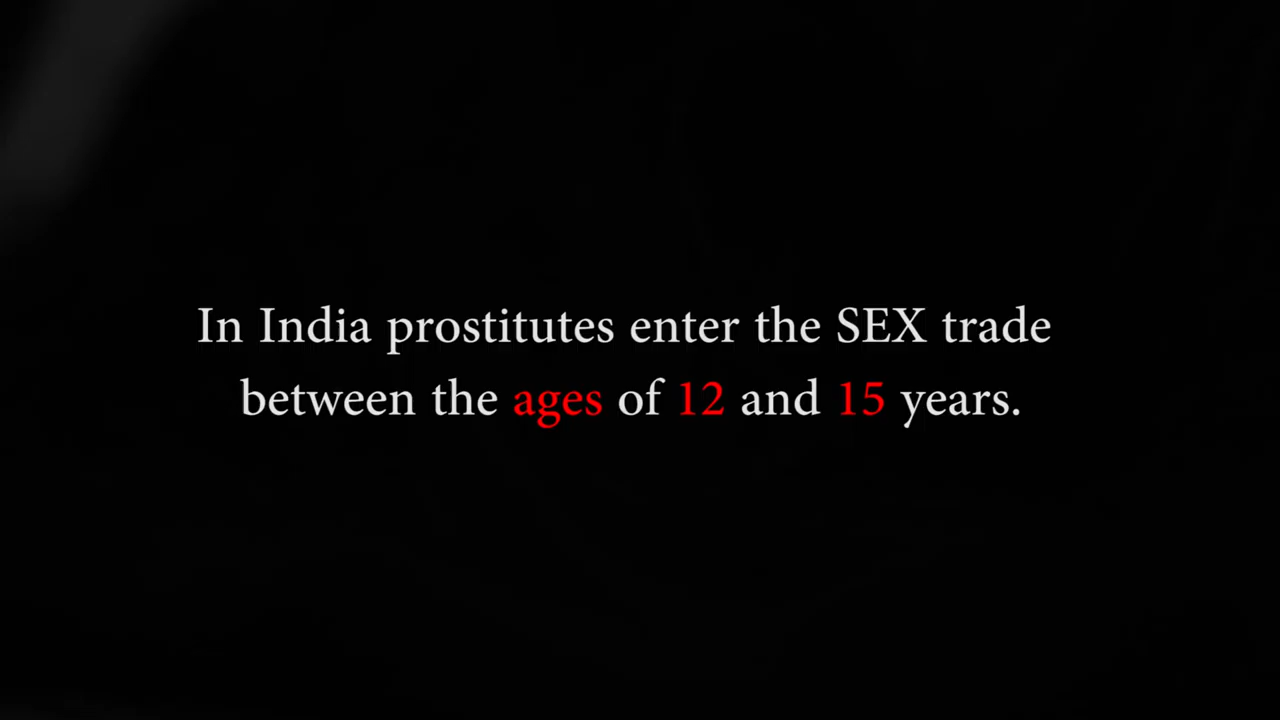 In India prostitutes enter the SEX trade
between the ages of 12 and 15 years.